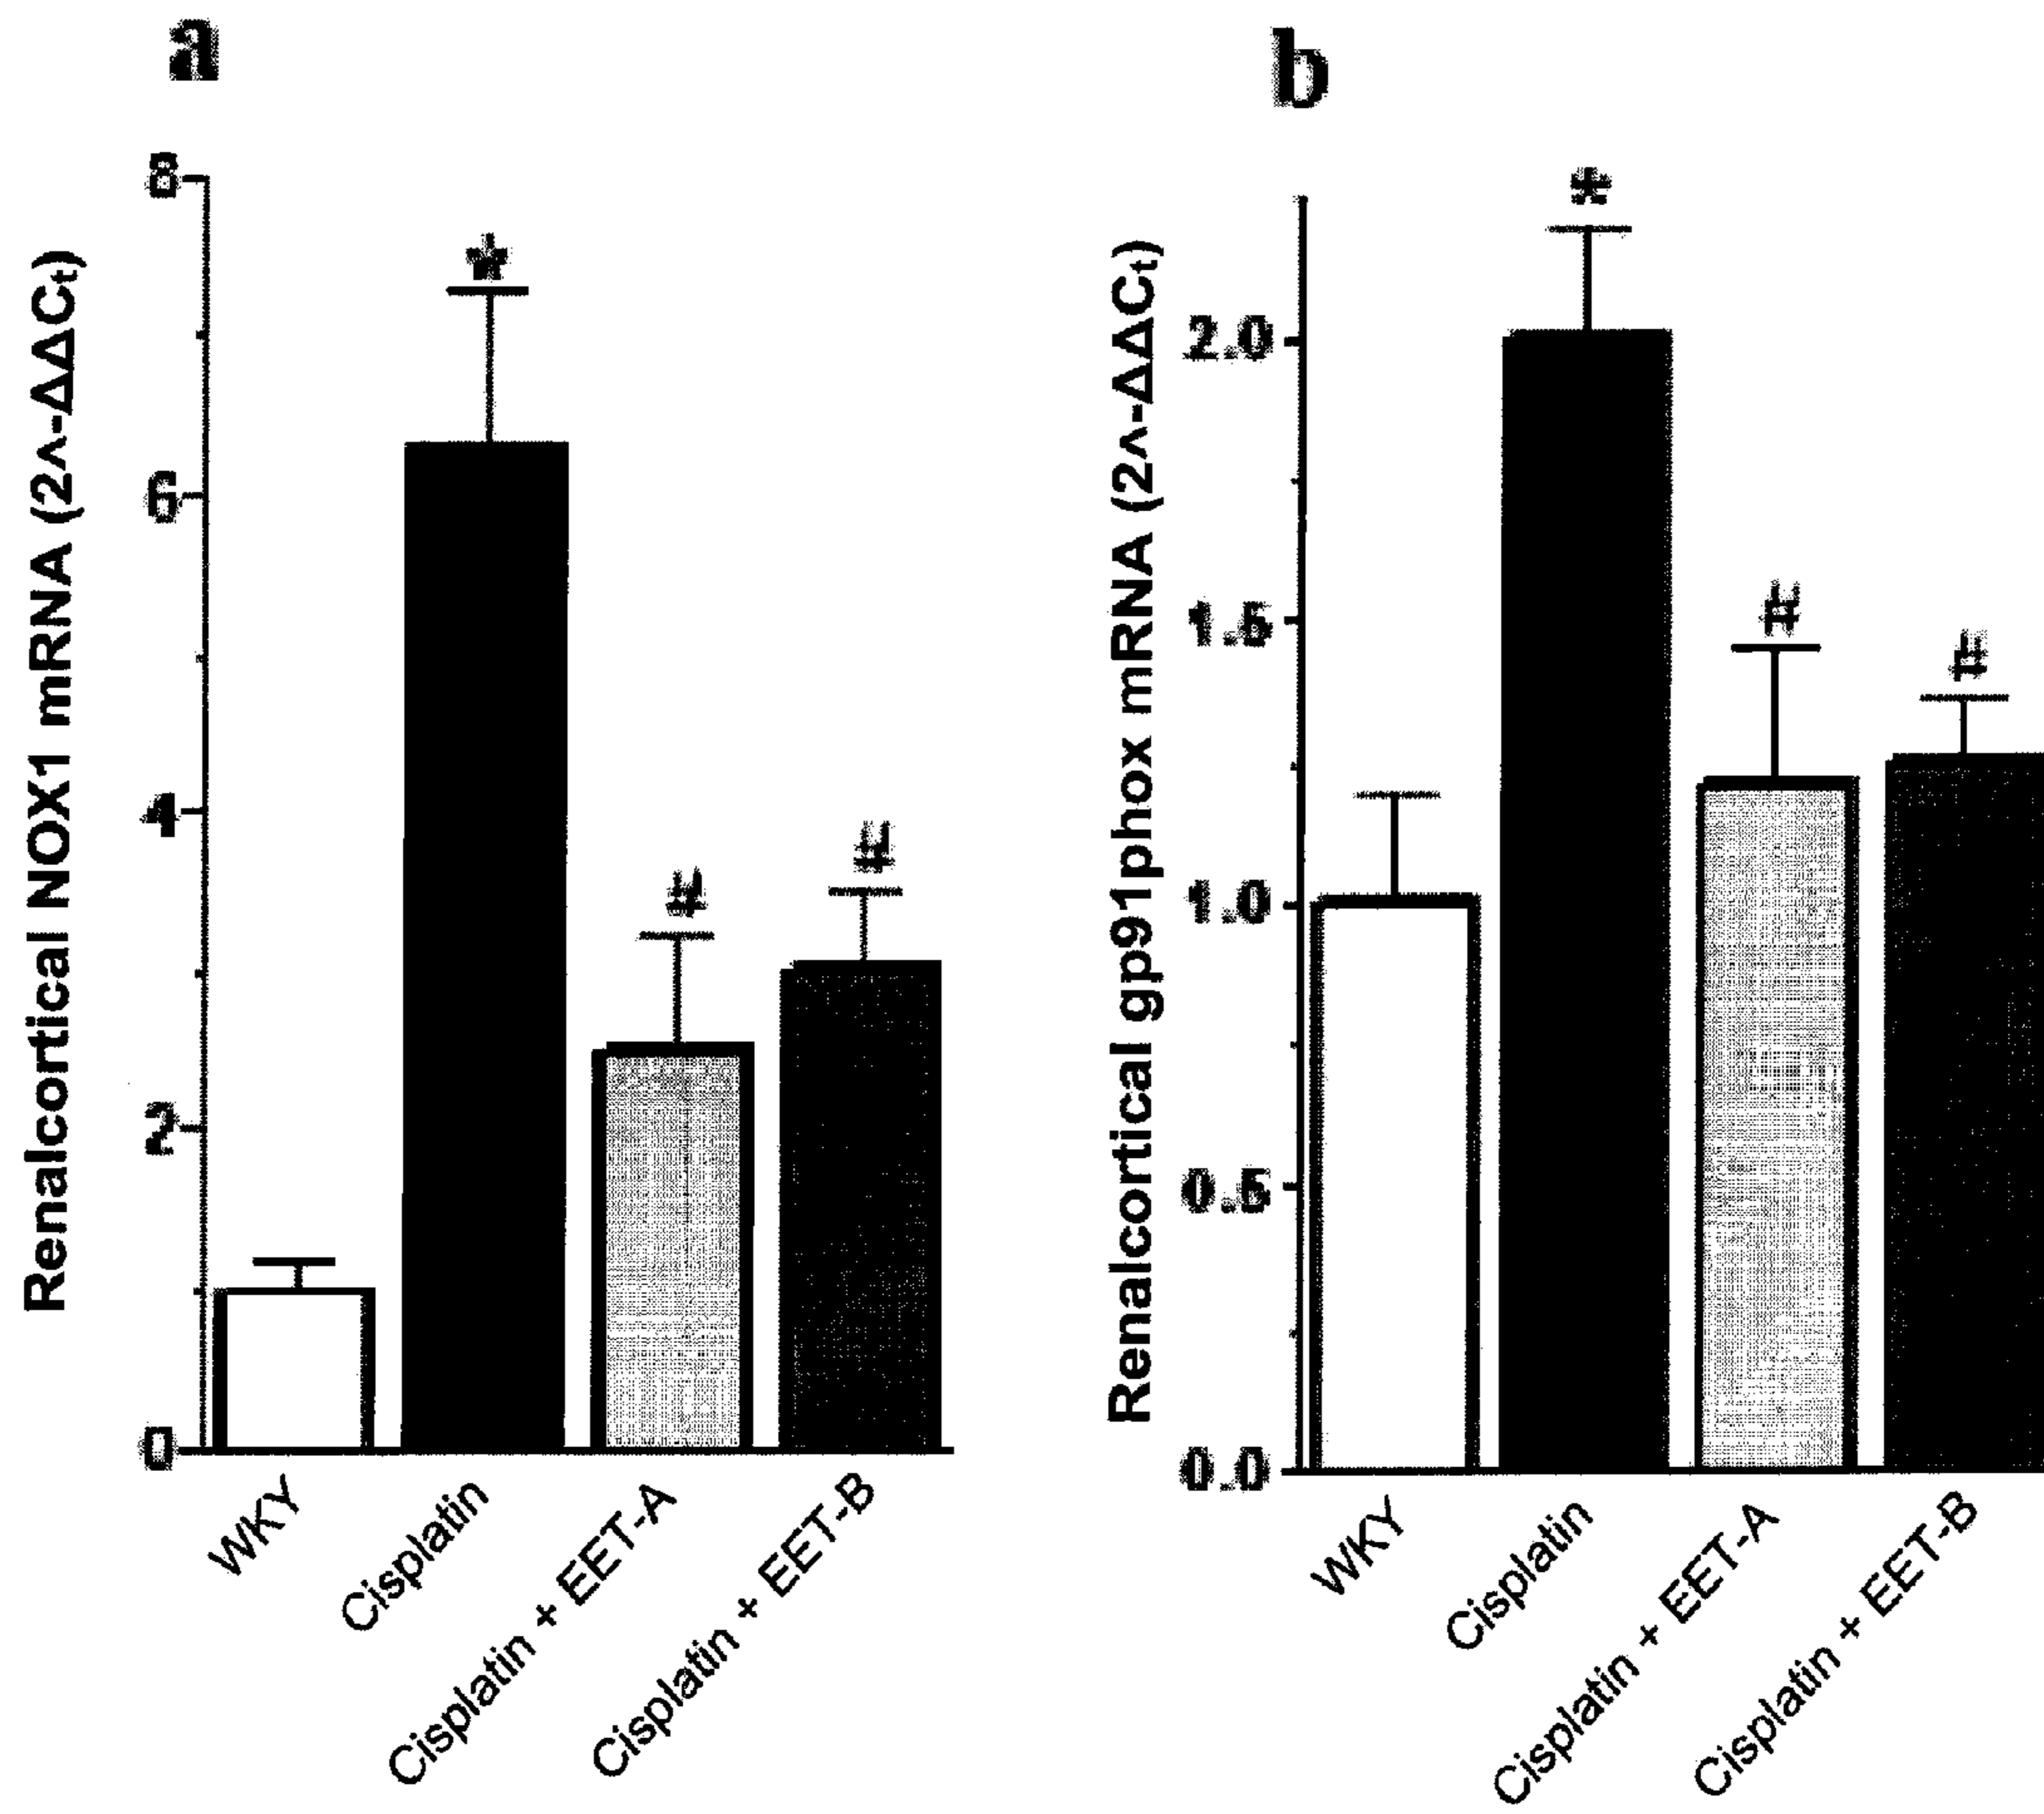 a
Renalcortical NOX1 mRNA (2^-ΔΔCt)
8
*
6
4
#
#
2
0
WKY
Cisplatin
Cisplatin + EET-A
Cisplatin + EET-B
b
Renalcortical gp91phox mRNA (2^-ΔΔCt)
*
2.0
1.5
#
#
1.0
0.5
0.0
WKY
Cisplatin
Cisplatin + EET-A
Cisplatin + EET-B